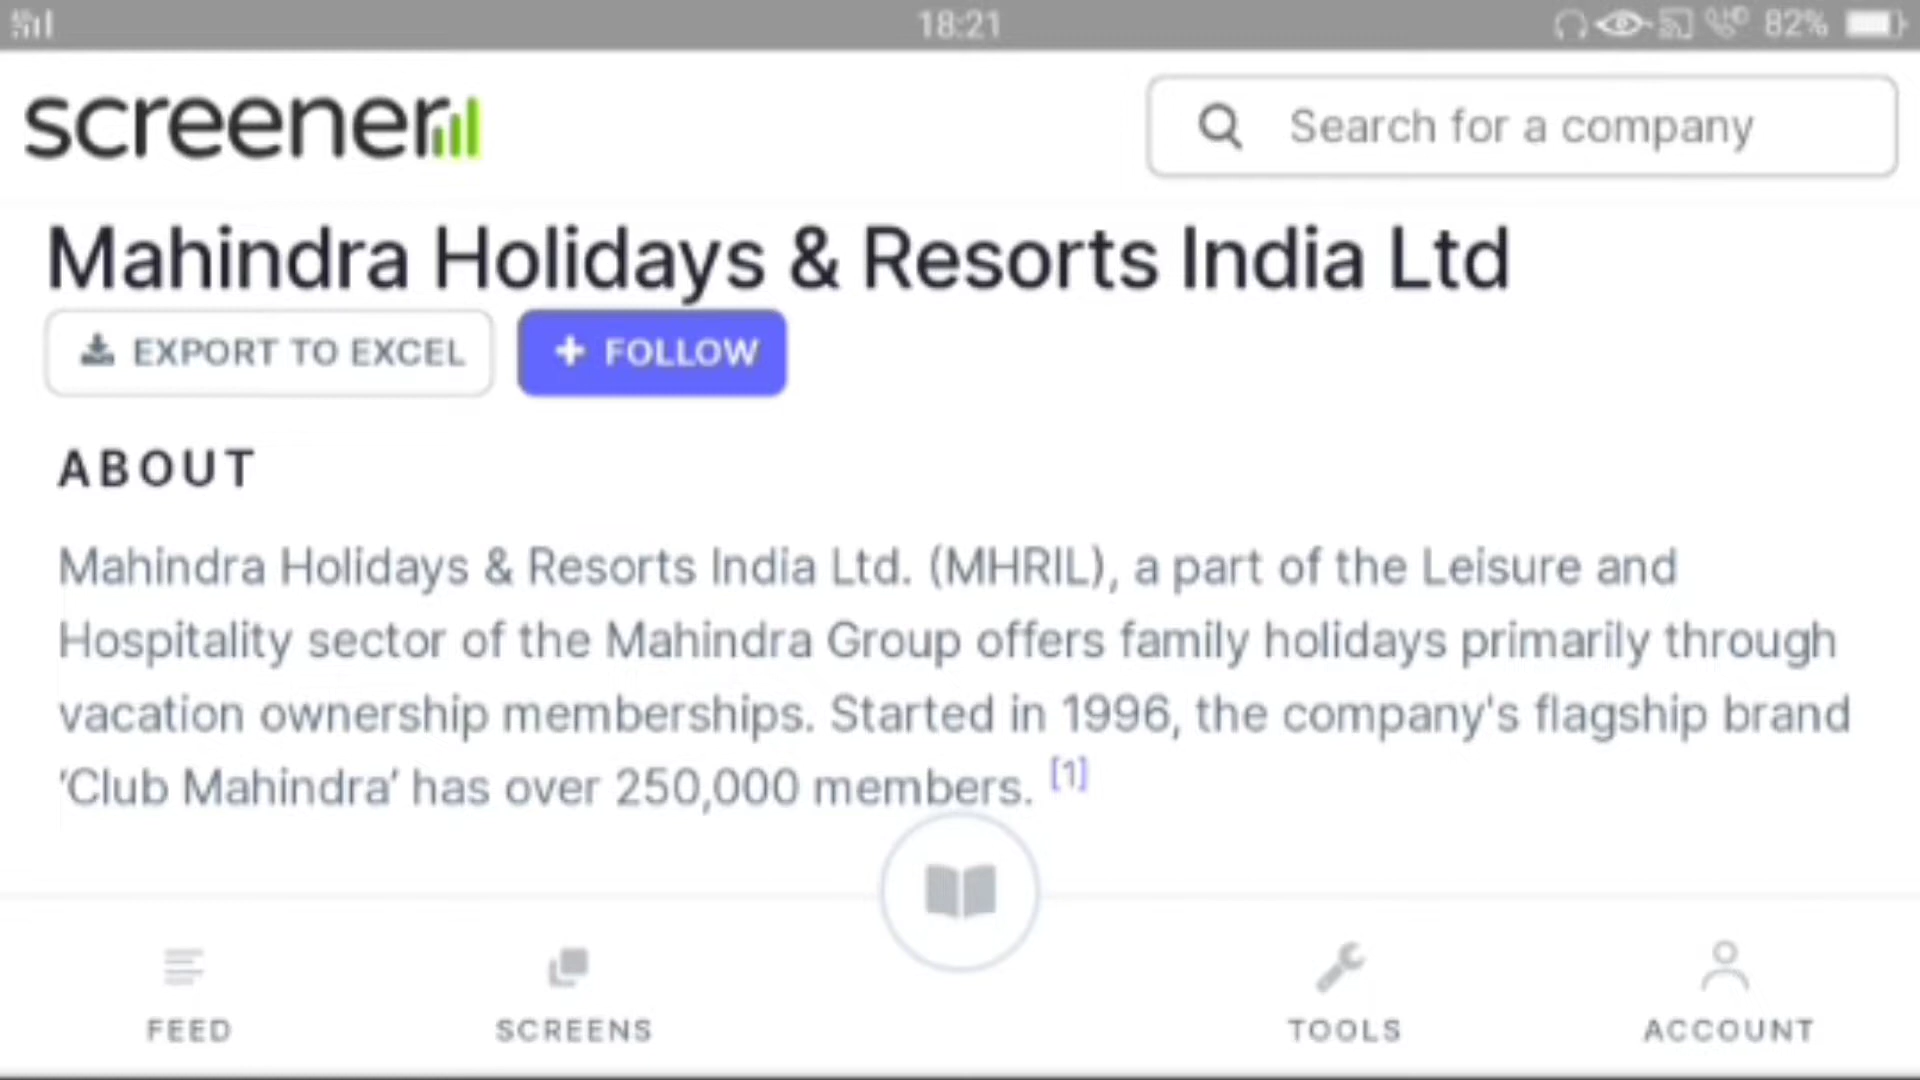 18:21
82%
screener
Search for a company
Mahindra Holidays & Resorts India Ltd
EXPORT TO EXCEL
+ FOLLOW
ABOUT
Mahindra Holidays & Resorts India Ltd. (MHRIL), a part of the Leisure and
Hospitality sector of the Mahindra Group offers family holidays primarily through
vacation ownership memberships. Started in 1996, the company's flagship brand
‘Club Mahindra’ has over 250,000 members. [1]
FEED
SCREENS
TOOLS
ACCOUNT